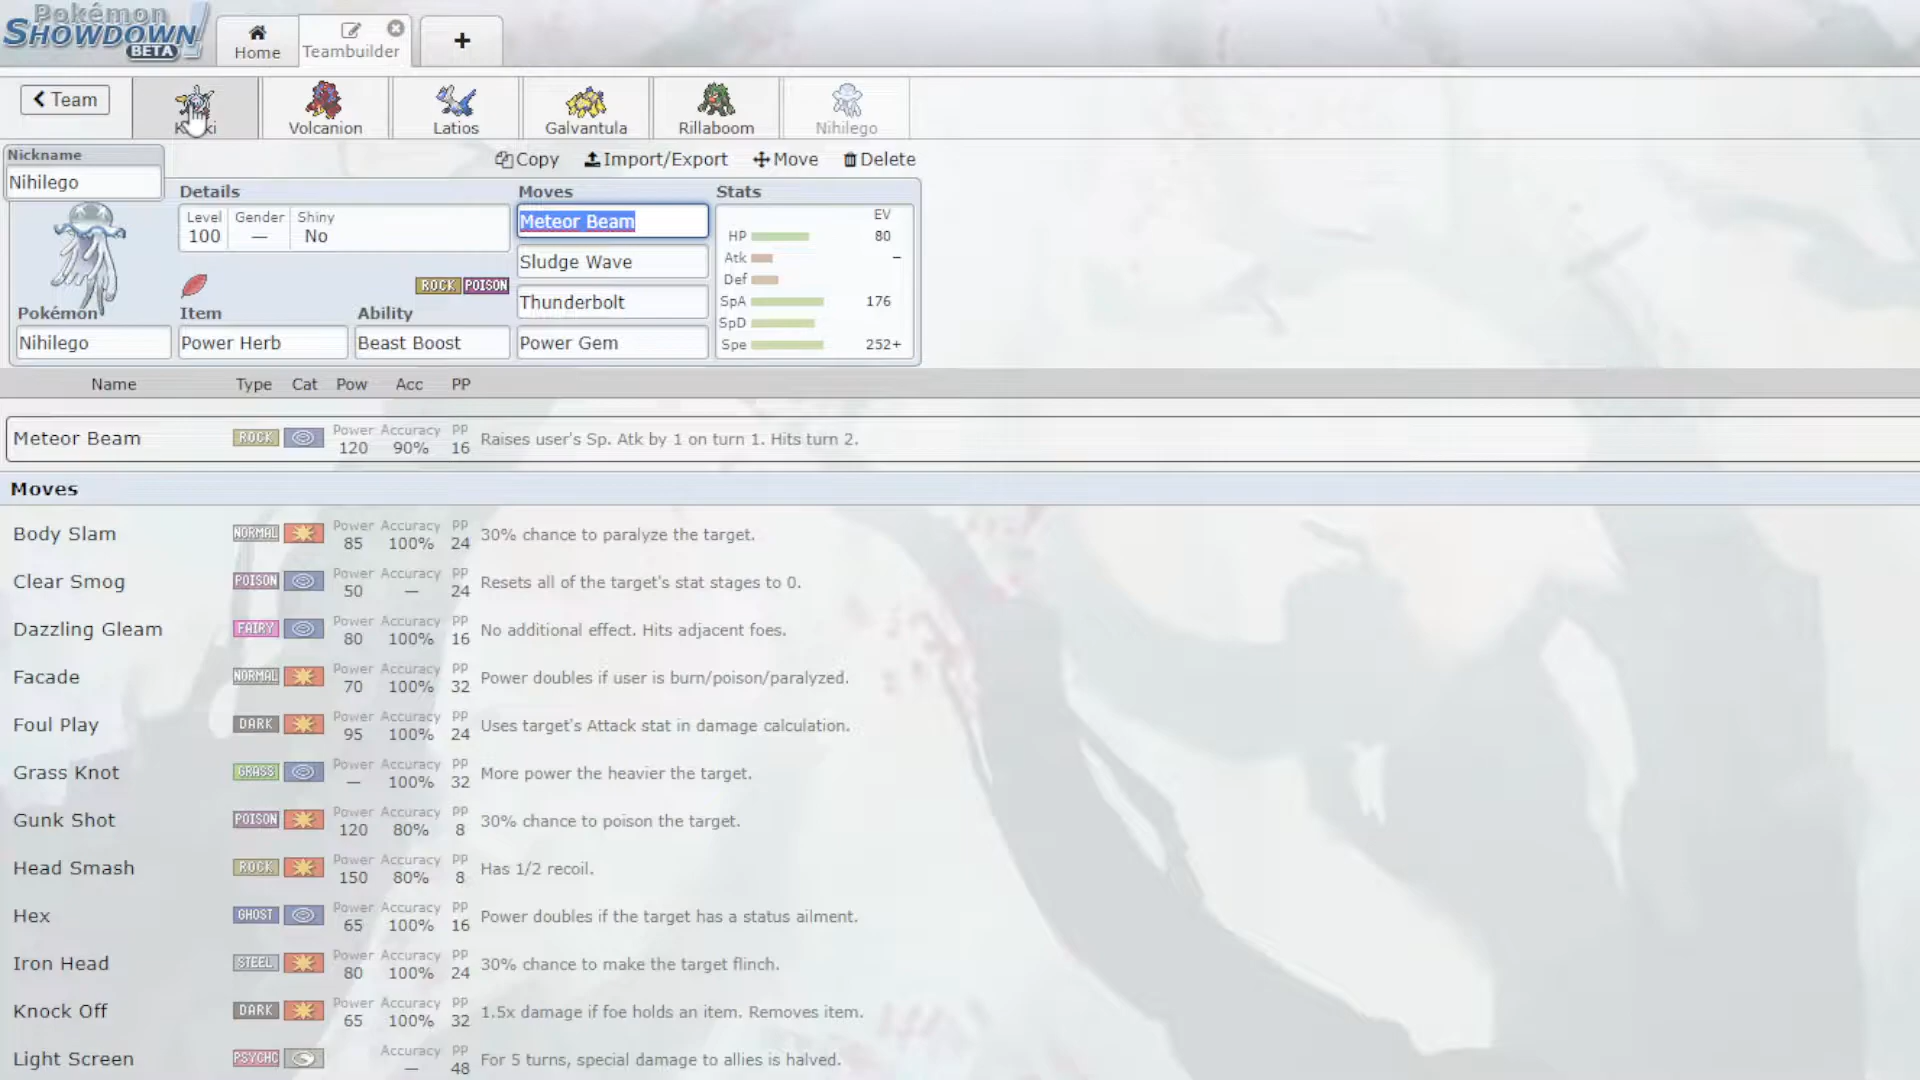 Pokémon
SHOWDOWN!
BETA
Home
Teambuilder
+
Team
Volcanion
Latios
Galvantula
Rillaboom
Nihilego
Nickname
Nihilego
Copy Import/Export Move Delete
Details
Level Gender Shiny
100 — No
ROCK POISON
Pokémon Item Ability
Nihilego Power Herb Beast Boost
Moves
Meteor Beam
Sludge Wave
Thunderbolt
Power Gem
Stats
EV
HP 80
Atk –
Def
SpA 176
SpD
Spe 252+
Name Type Cat Pow Acc PP
Meteor Beam ROCK Power 120 Accuracy 90% PP 16 Raises user's Sp. Atk by 1 on turn 1. Hits turn 2.
Moves
Body Slam NORMAL Power 85 Accuracy 100% PP 24 30% chance to paralyze the target.
Clear Smog POISON Power 50 Accuracy — PP 24 Resets all of the target's stat stages to 0.
Dazzling Gleam FAIRY Power 80 Accuracy 100% PP 16 No additional effect. Hits adjacent foes.
Facade NORMAL Power 70 Accuracy 100% PP 32 Power doubles if user is burn/poison/paralyzed.
Foul Play DARK Power 95 Accuracy 100% PP 24 Uses target's Attack stat in damage calculation.
Grass Knot GRASS Power — Accuracy 100% PP 32 More power the heavier the target.
Gunk Shot POISON Power 120 Accuracy 80% PP 8 30% chance to poison the target.
Head Smash ROCK Power 150 Accuracy 80% PP 8 Has 1/2 recoil.
Hex GHOST Power 65 Accuracy 100% PP 16 Power doubles if the target has a status ailment.
Iron Head STEEL Power 80 Accuracy 100% PP 24 30% chance to make the target flinch.
Knock Off DARK Power 65 Accuracy 100% PP 32 1.5x damage if foe holds an item. Removes item.
Light Screen PSYCHC Accuracy — PP 48 For 5 turns, special damage to allies is halved.